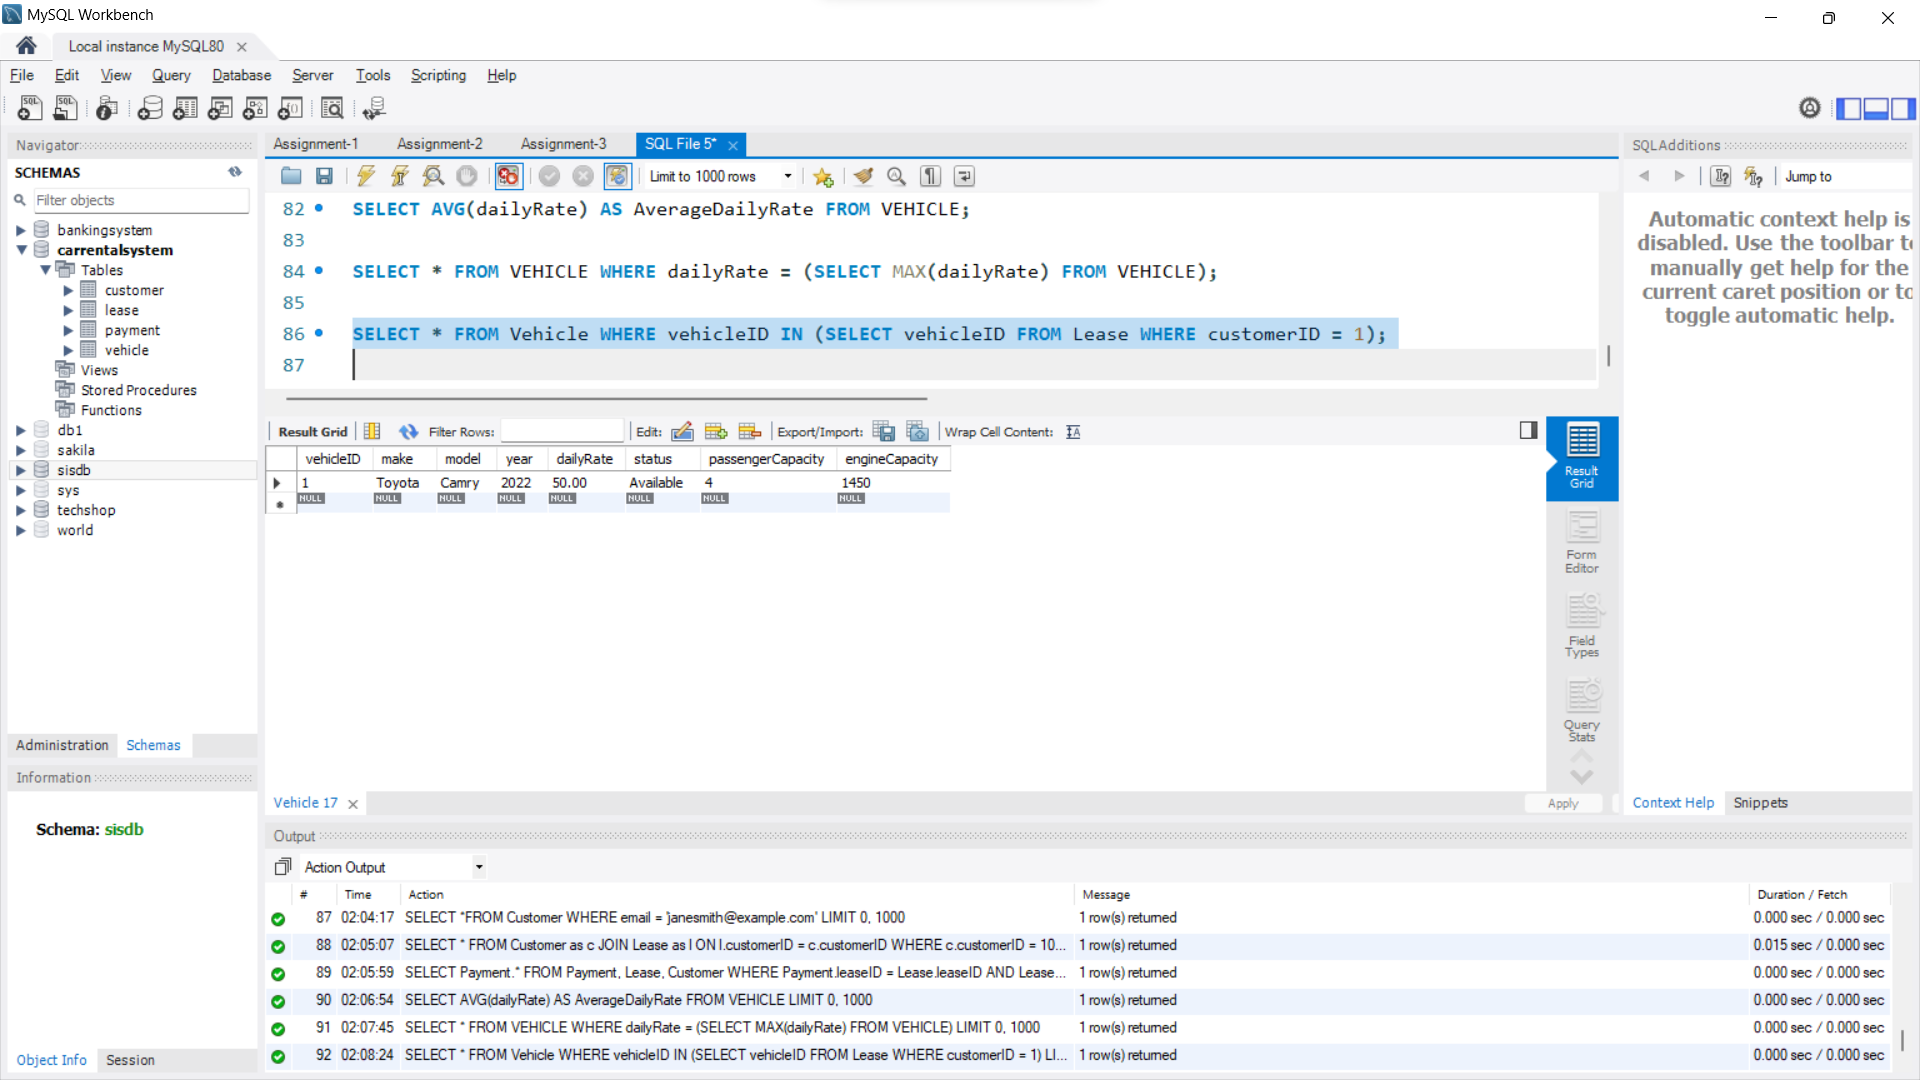 MySQL Workbench
Local instance MySQL80
File Edit View Query Database Server Tools Scripting Help
Navigator
SCHEMAS
Filter objects
bankingsystem
carrentalsystem
Tables
customer
lease
payment
vehicle
Views
Stored Procedures
Functions
db1
sakila
sisdb
sys
techshop
world
Administration Schemas
Information
Schema: sisdb
Object Info Session
Assignment-1 Assignment-2 Assignment-3 SQL File 5*
Limit to 1000 rows
82 SELECT AVG(dailyRate) AS AverageDailyRate FROM VEHICLE;
83
84 SELECT * FROM VEHICLE WHERE dailyRate = (SELECT MAX(dailyRate) FROM VEHICLE);
85
86 SELECT * FROM Vehicle WHERE vehicleID IN (SELECT vehicleID FROM Lease WHERE customerID = 1);
87
Result Grid Filter Rows: Edit: Export/Import: Wrap Cell Content:
vehicleID make model year dailyRate status passengerCapacity engineCapacity
1 Toyota Camry 2022 50.00 Available 4 1450
NULL NULL NULL NULL NULL NULL NULL NULL
Result Grid
Form Editor
Field Types
Query Stats
Vehicle 17
Apply
SQLAdditions
Jump to
Automatic context help is
disabled. Use the toolbar to
manually get help for the
current caret position or to
toggle automatic help.
Context Help Snippets
Output
Action Output
# Time Action Message Duration / Fetch
87 02:04:17 SELECT *FROM Customer WHERE email = 'janesmith@example.com' LIMIT 0, 1000 1 row(s) returned 0.000 sec / 0.000 sec
88 02:05:07 SELECT * FROM Customer as c JOIN Lease as l ON l.customerID = c.customerID WHERE c.customerID = 10... 1 row(s) returned 0.015 sec / 0.000 sec
89 02:05:59 SELECT Payment.* FROM Payment, Lease, Customer WHERE Payment.leaseID = Lease.leaseID AND Lease... 1 row(s) returned 0.000 sec / 0.000 sec
90 02:06:54 SELECT AVG(dailyRate) AS AverageDailyRate FROM VEHICLE LIMIT 0, 1000 1 row(s) returned 0.000 sec / 0.000 sec
91 02:07:45 SELECT * FROM VEHICLE WHERE dailyRate = (SELECT MAX(dailyRate) FROM VEHICLE) LIMIT 0, 1000 1 row(s) returned 0.000 sec / 0.000 sec
92 02:08:24 SELECT * FROM Vehicle WHERE vehicleID IN (SELECT vehicleID FROM Lease WHERE customerID = 1) LI... 1 row(s) returned 0.000 sec / 0.000 sec